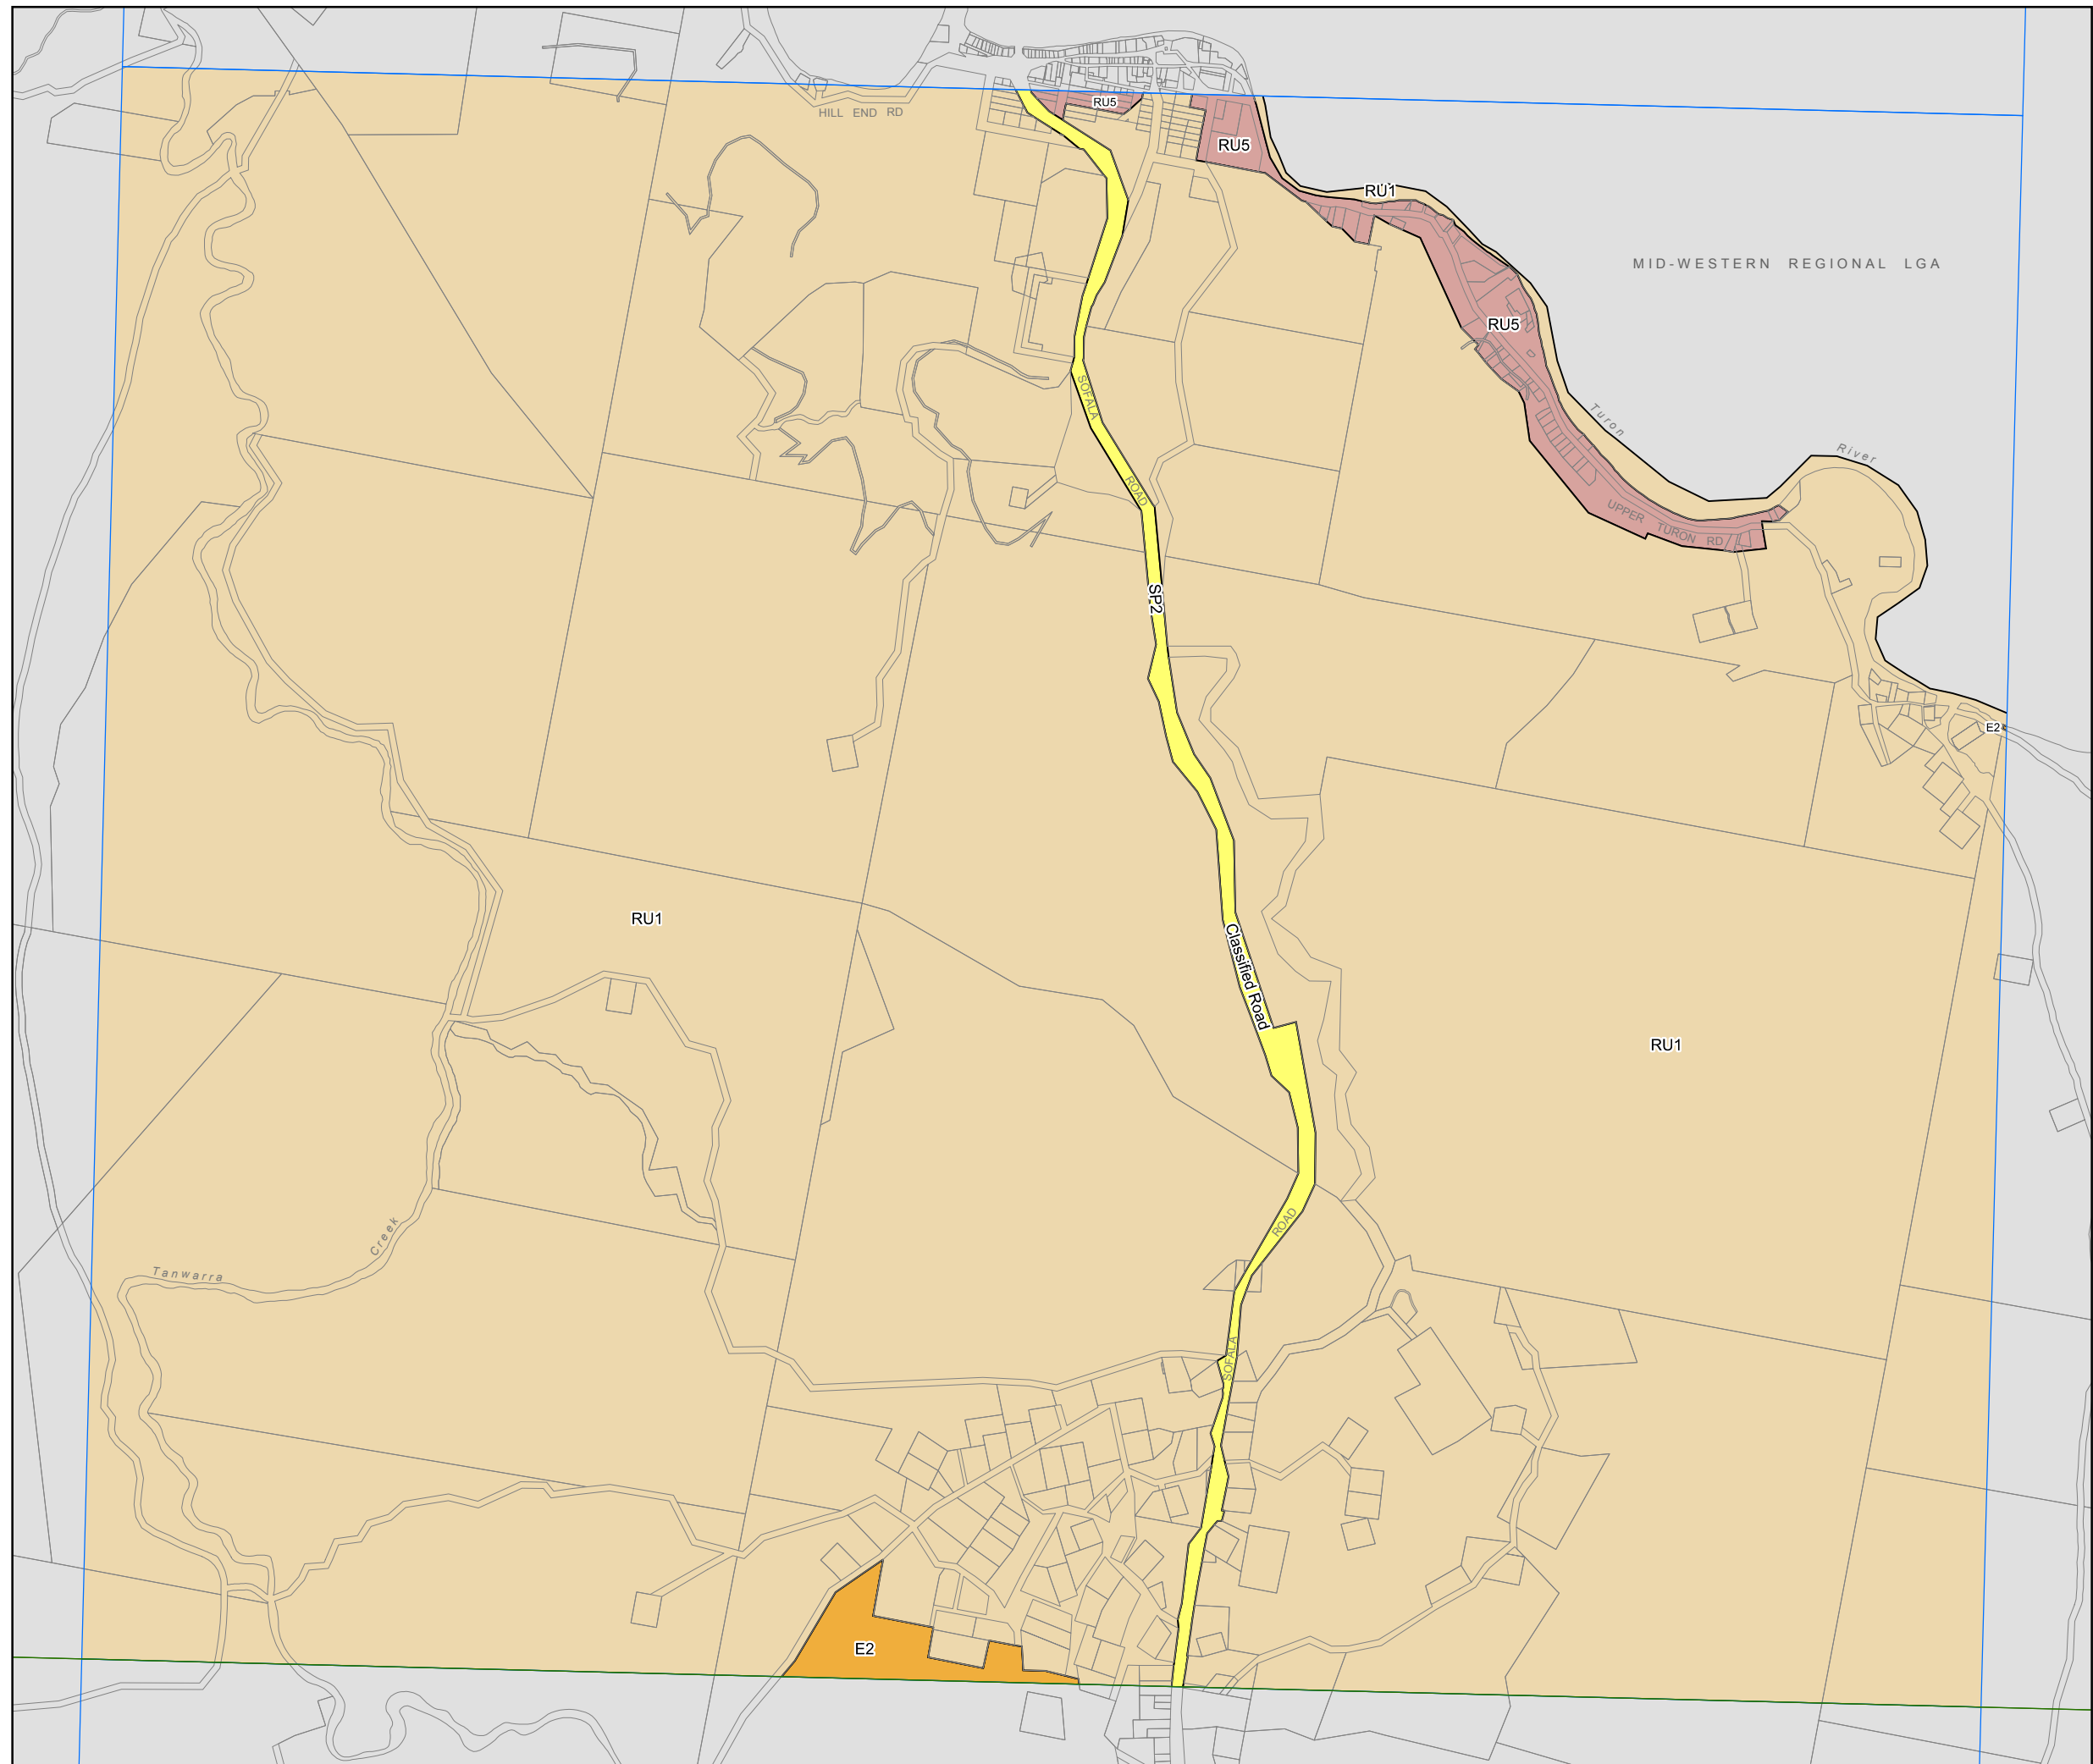 RU5
HILL END RD
RU5
RU1
MID-WESTERN REGIONAL LGA
RU5
SOFALA
Turon
River
ROAD
UPPER TURON RD
SP2
E2
RU1
Classified Road
RU1
ROAD
Creek
Tanwarra
SOFALA
E2